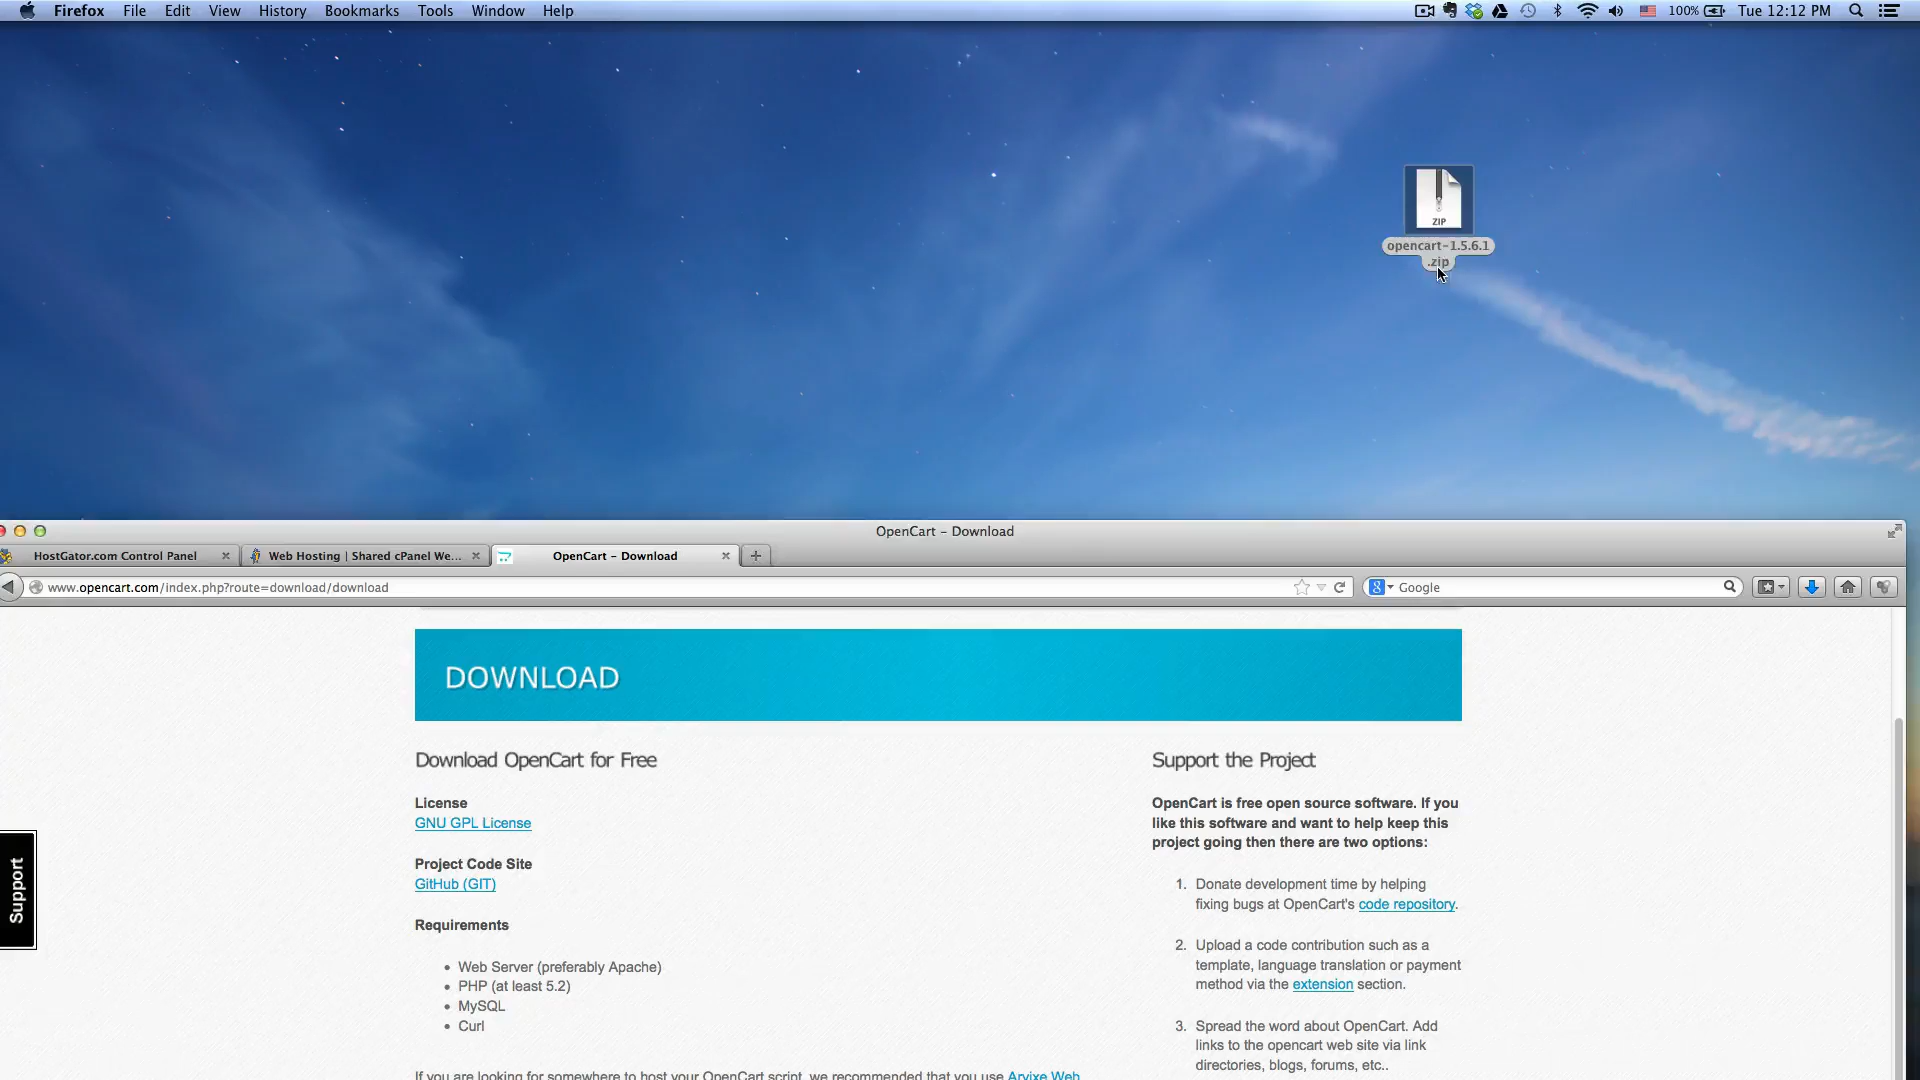 Firefox File Edit View History Bookmarks Tools Window Help 100% Tue 12:12 PM
ZIP
opencart-1.5.6.1
.zip
OpenCart – Download
HostGator.com Control Panel Web Hosting | Shared cPanel We... OpenCart – Download
www.opencart.com/index.php?route=download/download Google
DOWNLOAD
Download OpenCart for Free
License
GNU GPL License
Project Code Site
GitHub (GIT)
Requirements
• Web Server (preferably Apache)
• PHP (at least 5.2)
• MySQL
• Curl
If you are looking for somewhere to host your OpenCart script, we recommended that you use Arvixe Web
Support the Project
OpenCart is free open source software. If you
like this software and want to help keep this
project going then there are two options:
1. Donate development time by helping
fixing bugs at OpenCart's code repository.
2. Upload a code contribution such as a
template, language translation or payment
method via the extension section.
3. Spread the word about OpenCart. Add
links to the opencart web site via link
directories, blogs, forums, etc..
Support